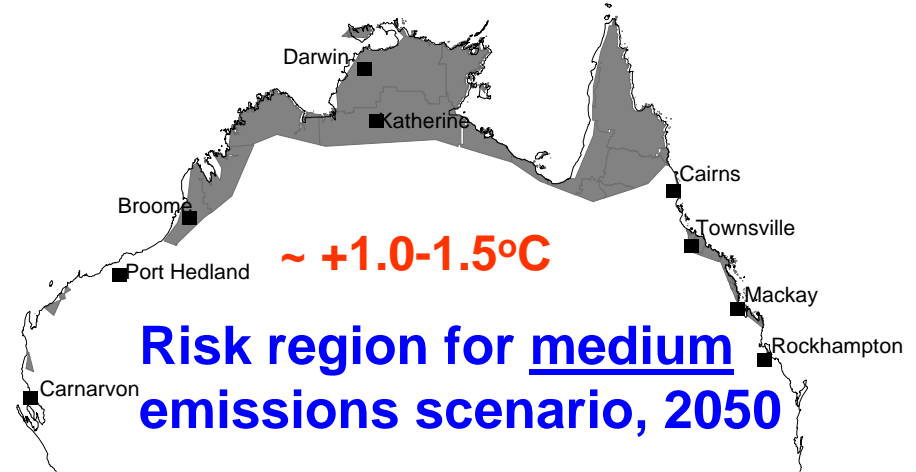 Darwin
Katherine
Cairns
Broome
Townsville
~ +1.0-1.5oC
Port Hedland
Mackay
Risk region for medium
Rockhampton
Carnarvon
emissions scenario, 2050